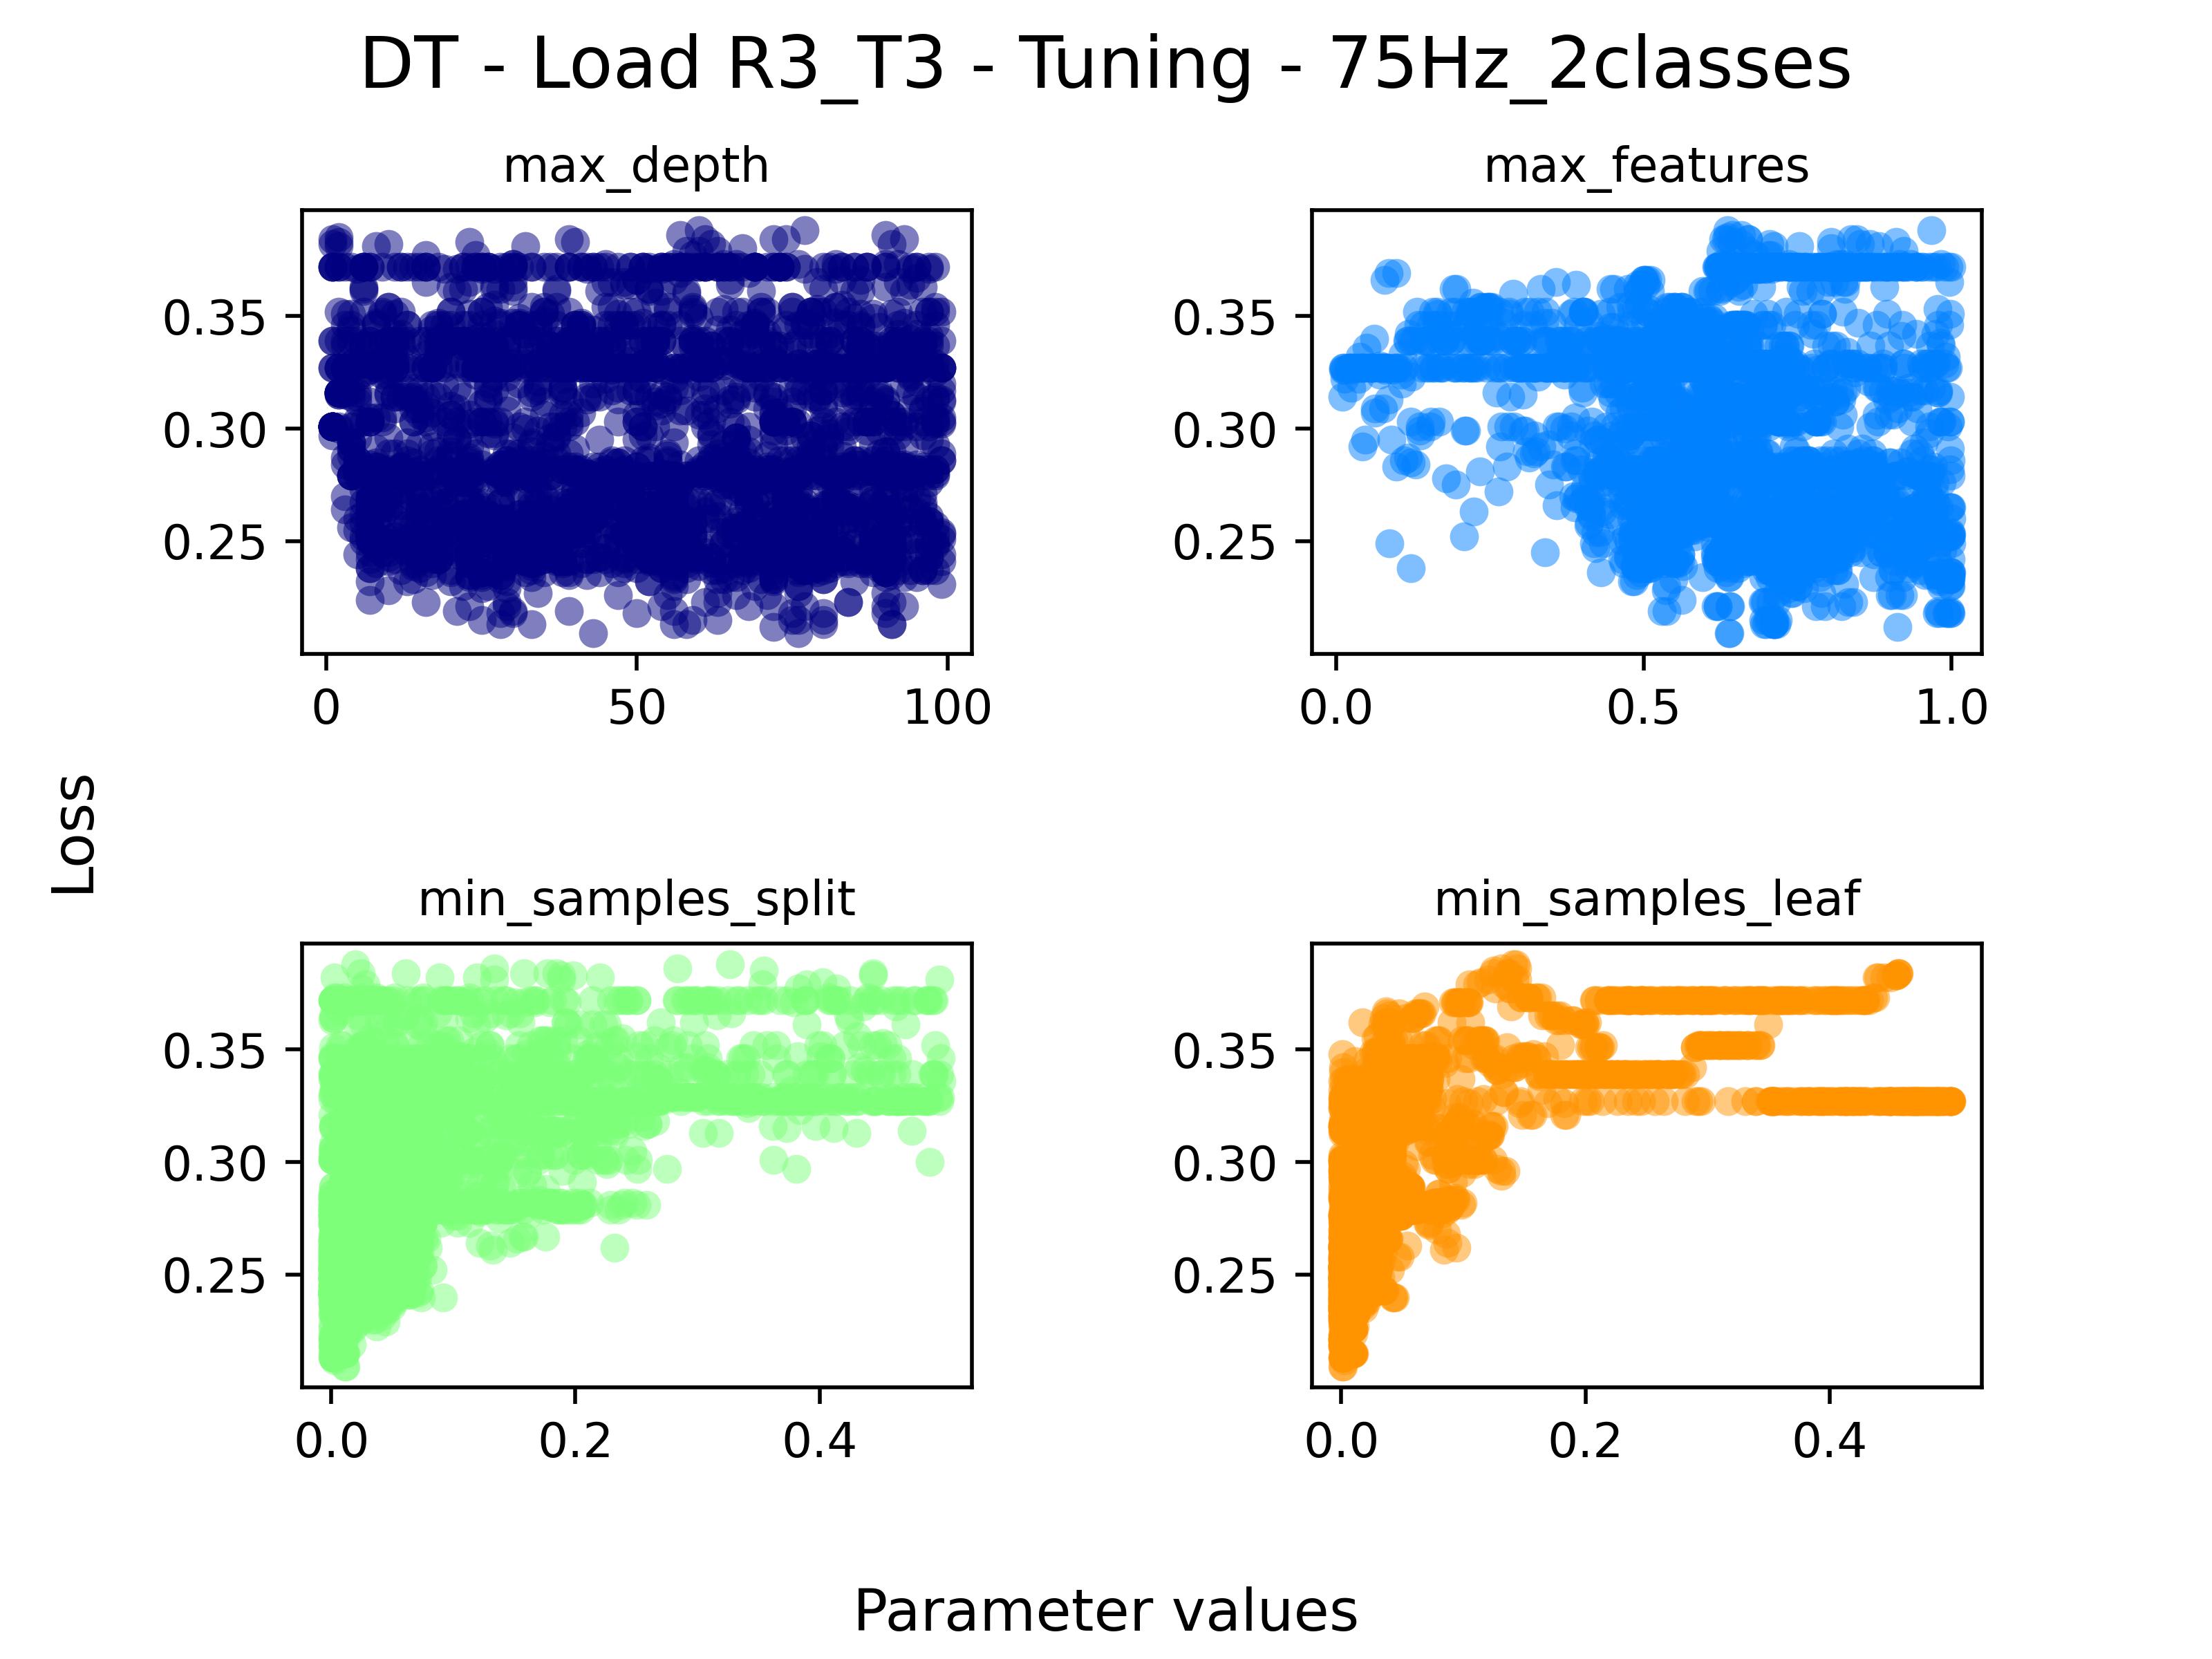 DT - Load R3_T3 - Tuning - 75Hz_2classes
max_depth
0.35
0.30
0.25
0 50 100
max_features
0.35
0.30
0.25
0.0 0.5 1.0
Loss
min_samples_split
0.35
0.30
0.25
0.0 0.2 0.4
min_samples_leaf
0.35
0.30
0.25
0.0 0.2 0.4
Parameter values